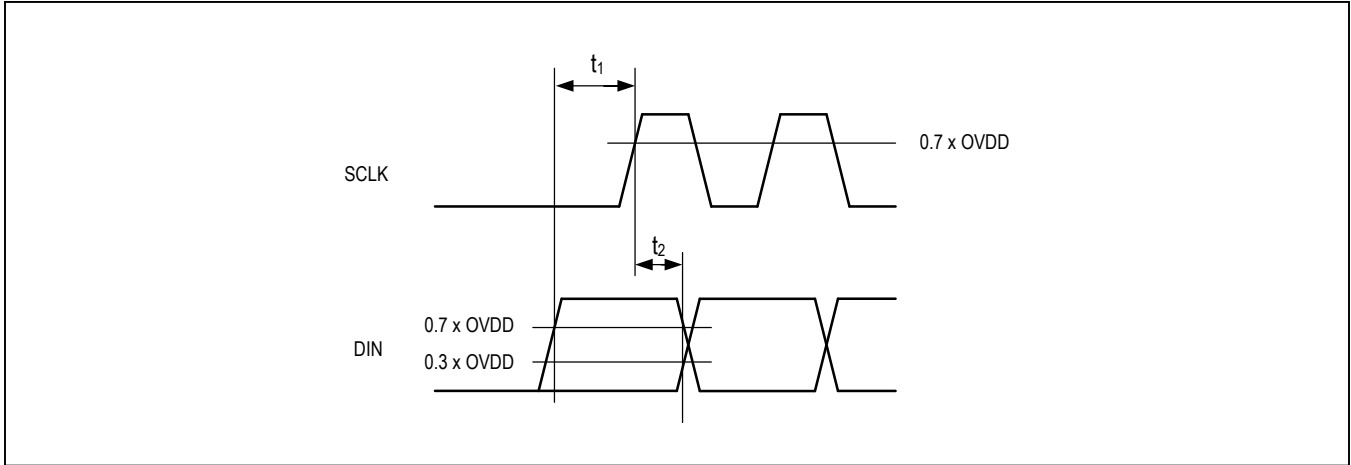 t₁
0.7 x OVDD
SCLK
t₂
0.7 x OVDD
DIN
0.3 x OVDD